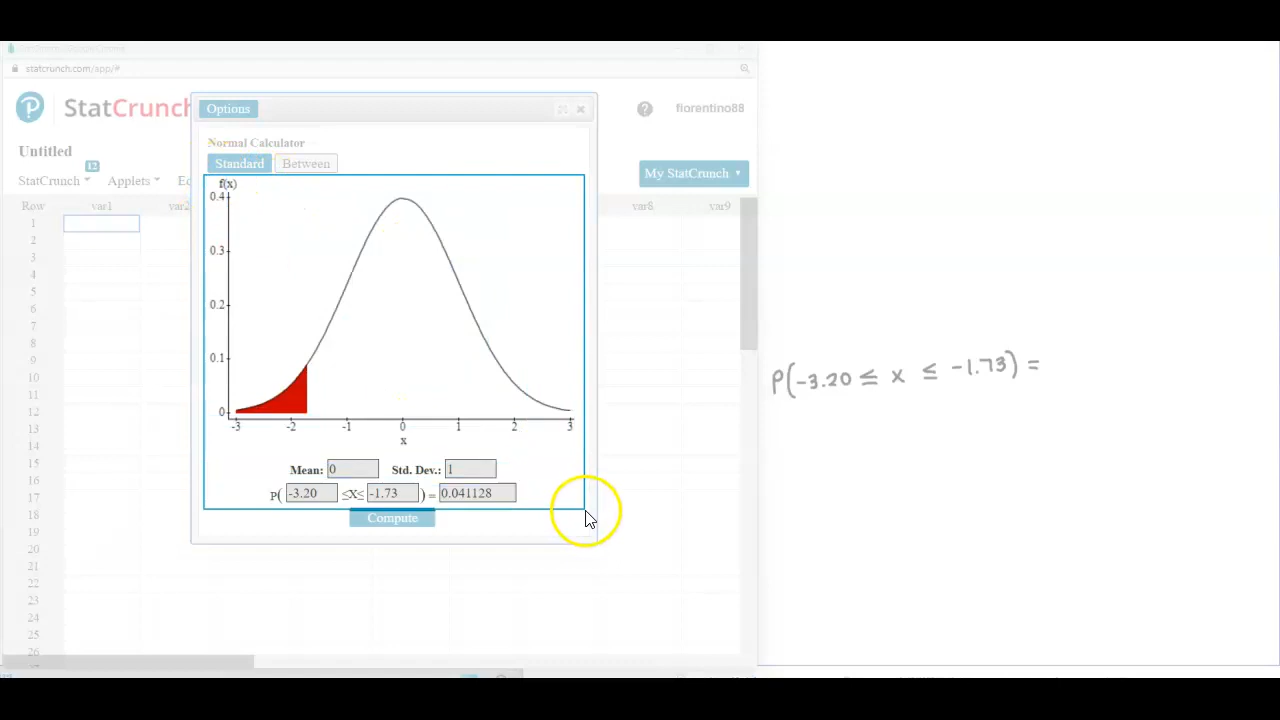 statcrunch.com/app/#
StatCrunch
Options
fiorentino88
Normal Calculator
Untitled
Standard Between
12
My StatCrunch
StatCrunch Applets
Row var1 var8 var9
f(x)
0.4
0.3
0.2
0.1
0
-3 -2 -1 0 1 2 3
x
1
2
3
4
5
6
7
8
9
10
11
12
13
14
15
16
17
18
19
20
21
22
23
24
25
26
Mean: 0 Std. Dev.: 1
P( -3.20 ≤X≤ -1.73 ) = 0.041128
Compute
P(-3.20 ≤ x ≤ -1.73) =